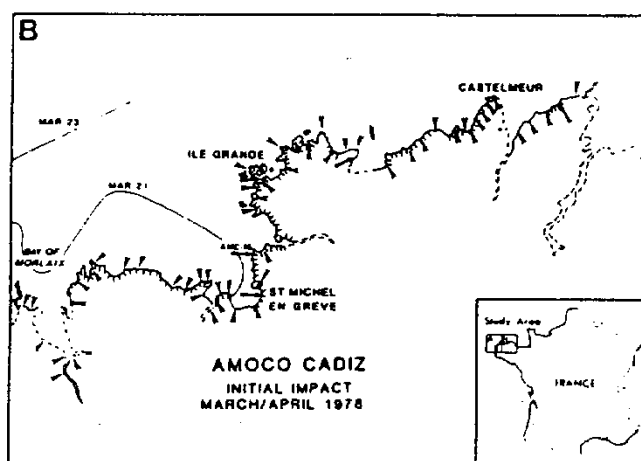 B
CASTELMEUR
MAR 23
ILE GRANDE
MAR 21
BAY OF
MORLAIX
ST MICHEL
EN GRÈVE
Study Area
A
AMOCO CADIZ
INITIAL IMPACT
MARCH/APRIL 1978
FRANCE